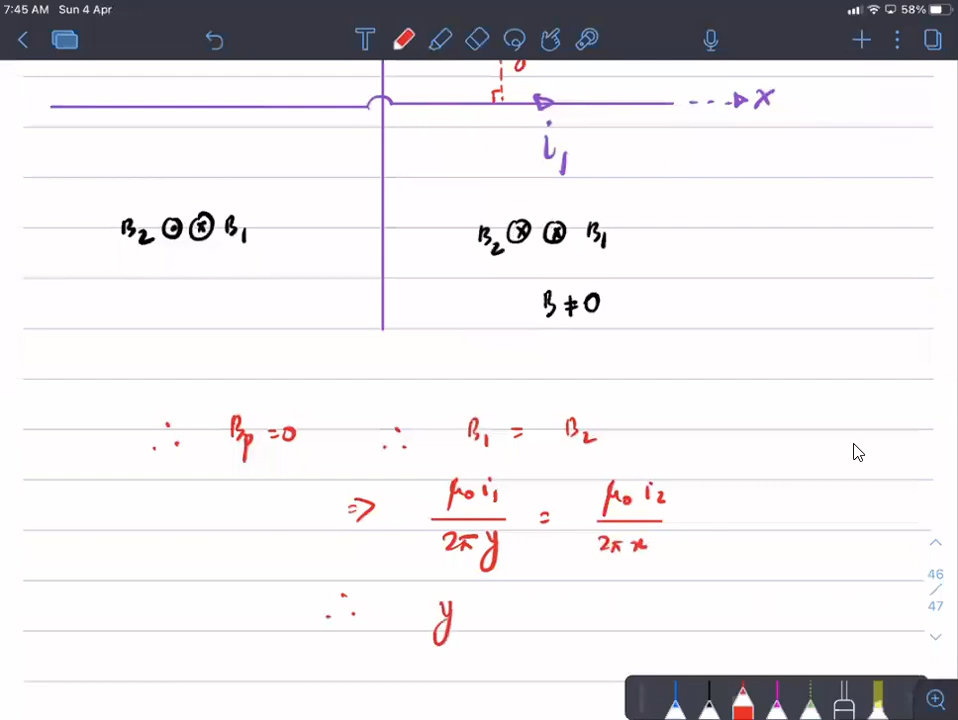 7:45 AM Sun 4 Apr 58%
T
y
x
i₁
B₂ ⊙ ⊗ B₁ B₂ ⊗ ⊗ B₁
B ≠ 0
∴ Bₚ = 0 ∴ B₁ = B₂
⇒ μ₀ i₁ / 2π y = μ₀ i₂ / 2π x
∴ y
46
/
47